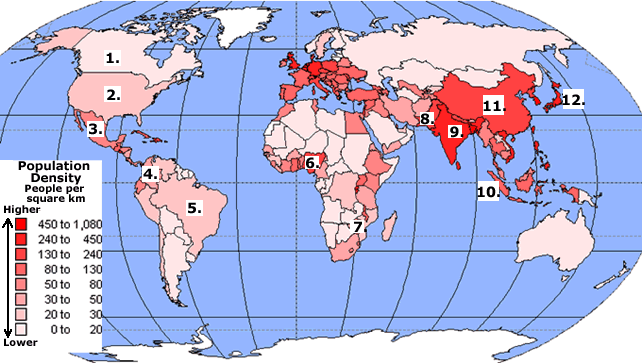 1.
2.
3.
4.
5.
6.
7.
8.
9.
10.
11.
12.
Population
Density
People per
square km
Higher
450 to 1,080
240 to 450
130 to 240
80 to 130
50 to 80
30 to 50
20 to 30
0 to 20
Lower